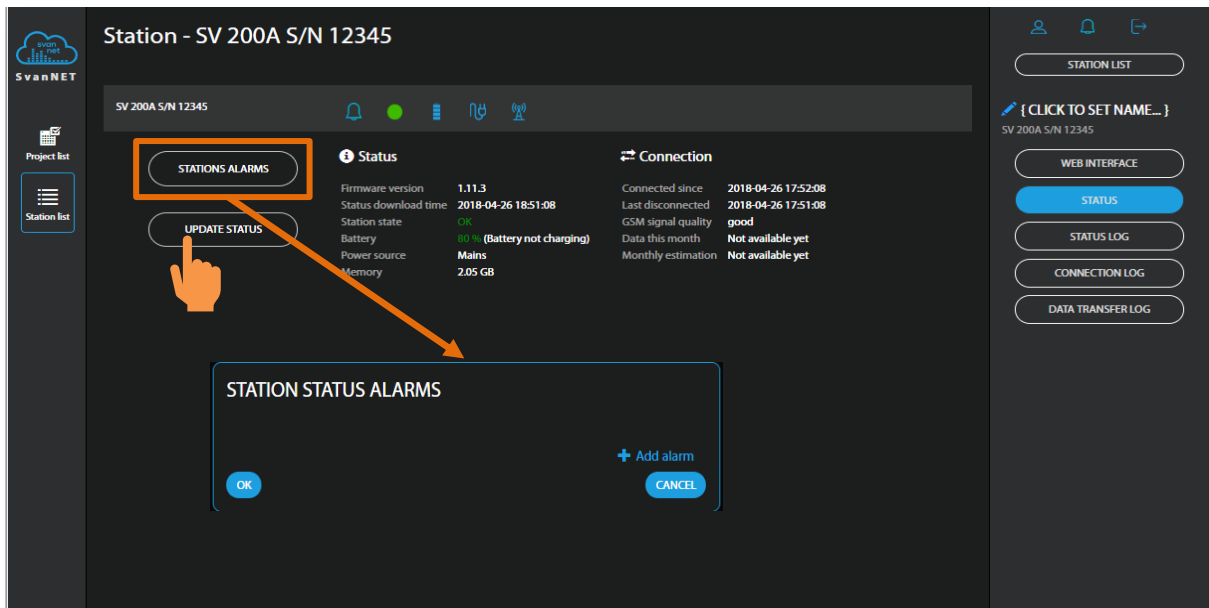 svan
net
SvanNET
Project list
Station list
Station - SV 200A S/N 12345
SV 200A S/N 12345
STATIONS ALARMS
UPDATE STATUS
Status
Firmware version 1.11.3
Status download time 2018-04-26 18:51:08
Station state OK
Battery 80 % (Battery not charging)
Power source Mains
Memory 2.05 GB
Connection
Connected since 2018-04-26 17:52:08
Last disconnected 2018-04-26 17:51:08
GSM signal quality good
Data this month Not available yet
Monthly estimation Not available yet
STATION STATUS ALARMS
+ Add alarm
OK
CANCEL
STATION LIST
{ CLICK TO SET NAME... }
SV 200A S/N 12345
WEB INTERFACE
STATUS
STATUS LOG
CONNECTION LOG
DATA TRANSFER LOG